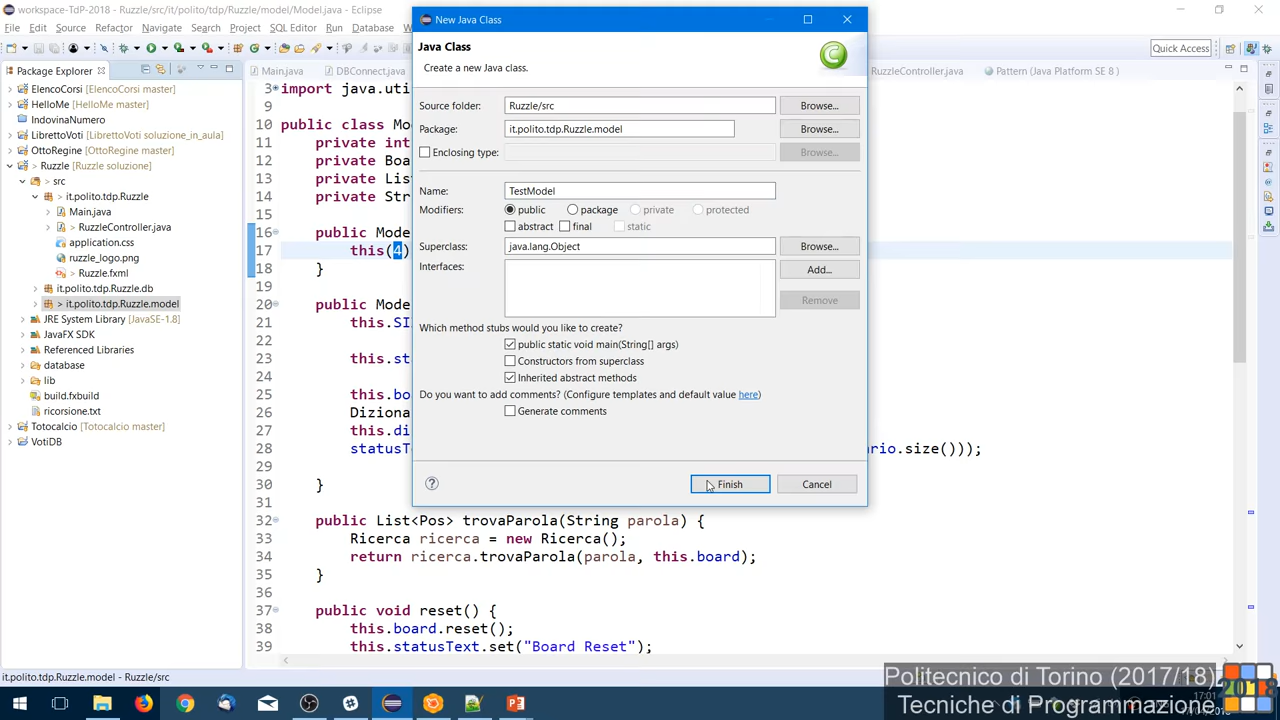 workspace-TdP-2018 - Ruzzle/src/it/polito/tdp/Ruzzle/model/Model.java - Eclipse
File Edit Source Refactor Navigate Search Project EclEmma SQL Editor Run Database
Quick Access
Package Explorer
ElencoCorsi [ElencoCorsi master]
HelloMe [HelloMe master]
IndovinaNumero
LibrettoVoti [LibrettoVoti soluzione_in_aula]
OttoRegine [OttoRegine master]
> Ruzzle [Ruzzle soluzione]
> src
> it.polito.tdp.Ruzzle
Main.java
> RuzzleController.java
application.css
ruzzle_logo.png
> Ruzzle.fxml
it.polito.tdp.Ruzzle.db
> it.polito.tdp.Ruzzle.model
JRE System Library [JavaSE-1.8]
JavaFX SDK
Referenced Libraries
database
lib
build.fxbuild
ricorsione.txt
Totocalcio [Totocalcio master]
VotiDB
Main.java
DBConnect.java
RuzzleController.java
Pattern (Java Platform SE 8 )
3 import java.uti
9
10 public class Mo
11 private int
12 private Boa
13 private Lis
14 private Str
15
16 public Mode
17 this(4)
18 }
19
20 public Mode
21 this.SI
22
23 this.st
24
25 this.bo
26 Diziona
27 this.di
28 statusT ario.size()));
29
30 }
31
32 public List<Pos> trovaParola(String parola) {
33 Ricerca ricerca = new Ricerca();
34 return ricerca.trovaParola(parola, this.board);
35 }
36
37 public void reset() {
38 this.board.reset();
39 this.statusText.set("Board Reset");
New Java Class
Java Class
Create a new Java class.
C
Source folder: Ruzzle/src Browse...
Package: it.polito.tdp.Ruzzle.model Browse...
Enclosing type: Browse...
Name: TestModel
Modifiers: public package private protected
abstract final static
Superclass: java.lang.Object Browse...
Interfaces: Add...
Remove
Which method stubs would you like to create?
public static void main(String[] args)
Constructors from superclass
Inherited abstract methods
Do you want to add comments? (Configure templates and default value here)
Generate comments
? Finish Cancel
it.polito.tdp.Ruzzle.model - Ruzzle/src
Politecnico di Torino (2017/18)
Tecniche di Programmazione
2018
17:01